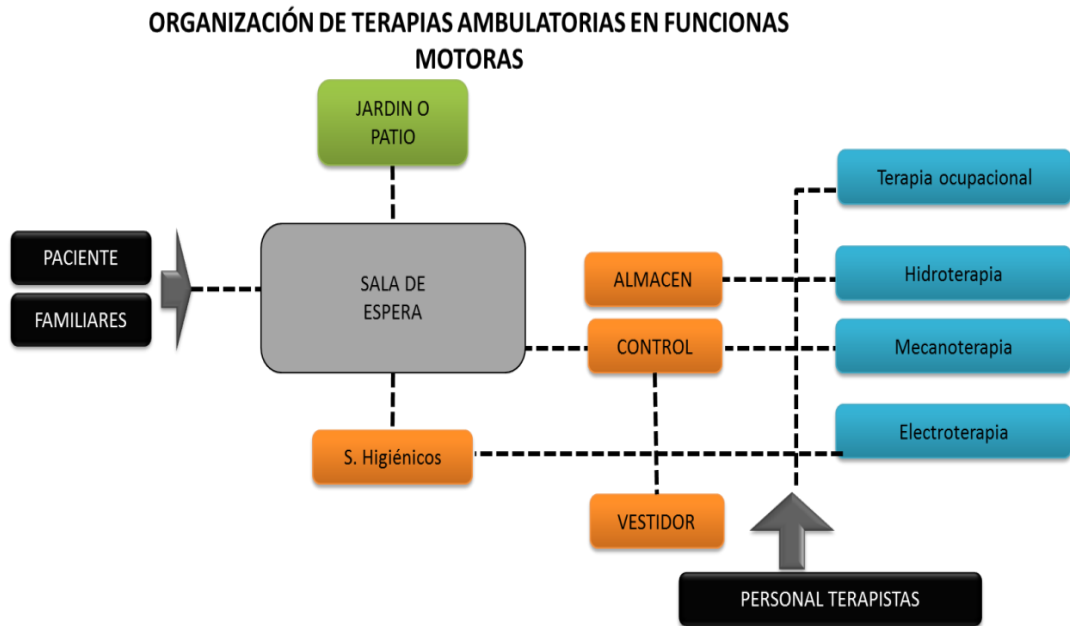 ORGANIZACIÓN DE TERAPIAS AMBULATORIAS EN FUNCIONAS
MOTORAS
JARDIN O
PATIO
Terapia ocupacional
PACIENTE
FAMILIARES
SALA DE
ESPERA
ALMACEN
Hidroterapia
CONTROL
Mecanoterapia
S. Higiénicos
Electroterapia
VESTIDOR
PERSONAL TERAPISTAS